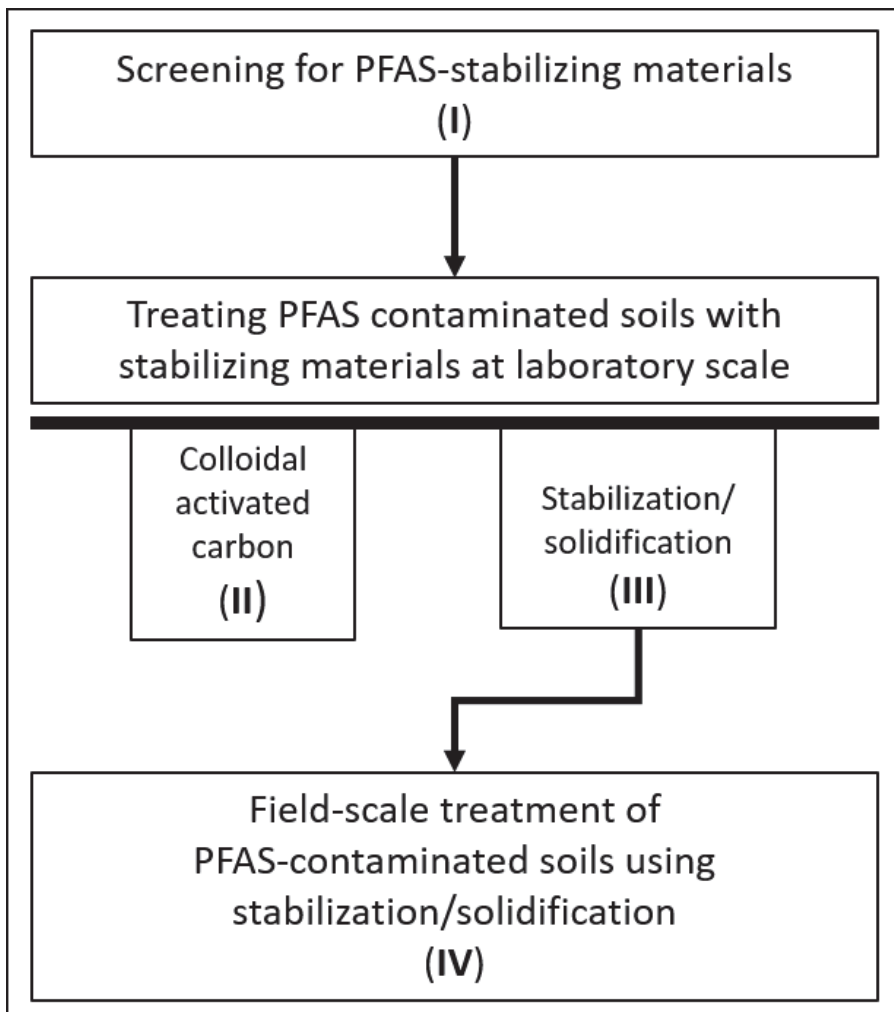 Screening for PFAS-stabilizing materials
(I)
Treating PFAS contaminated soils with
stabilizing materials at laboratory scale
Colloidal
activated
carbon
(II)
Stabilization/
solidification
(III)
Field-scale treatment of
PFAS-contaminated soils using
stabilization/solidification
(IV)